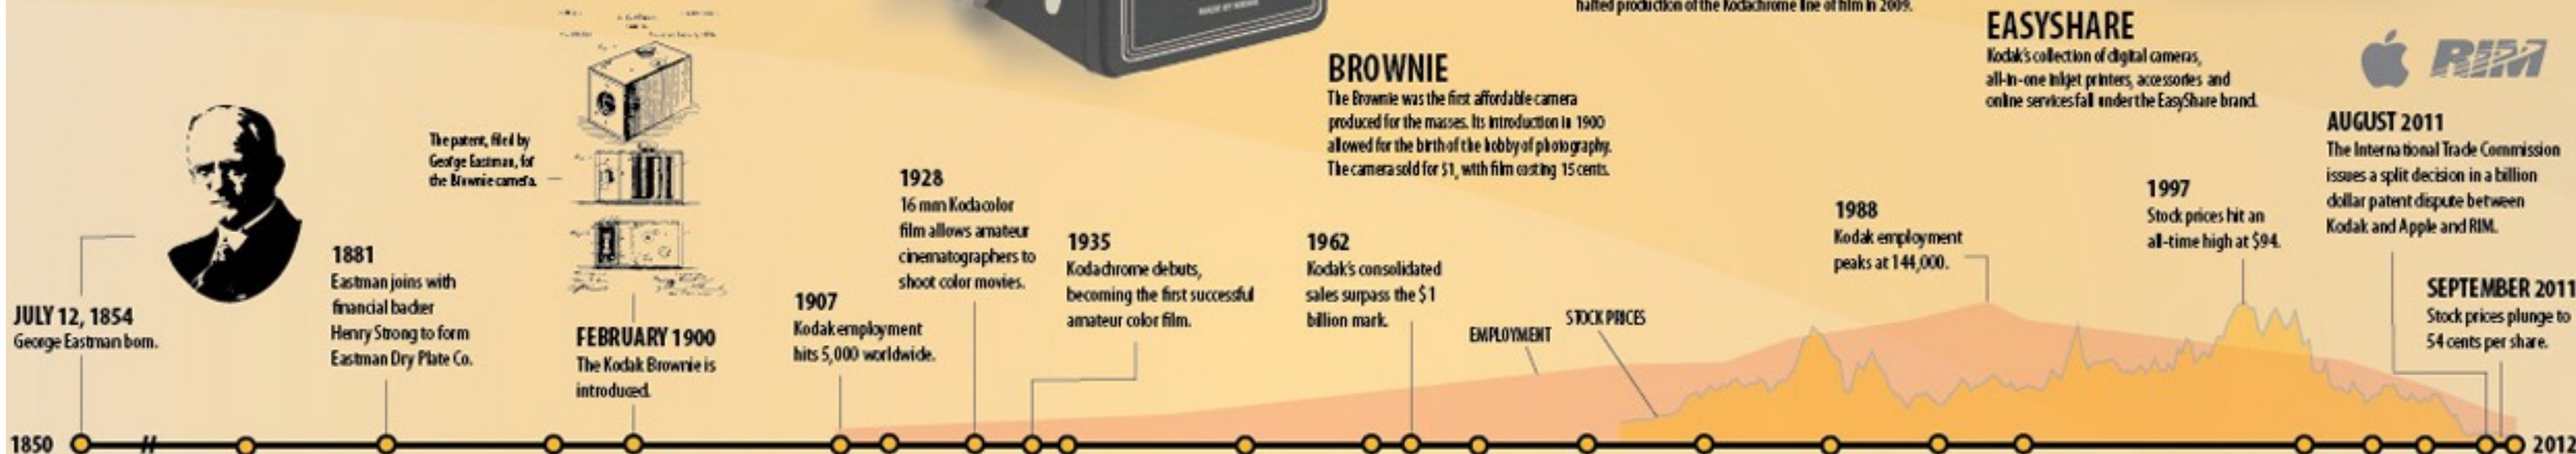 halted production of the Kodachrome line of film in 2009.
EASYSHARE
Kodak's collection of digital cameras,
all-in-one inkjet printers, accessories and
online services fall under the EasyShare brand.
RIM
BROWNIE
The Brownie was the first affordable camera
produced for the masses. Its introduction in 1900
allowed for the birth of the hobby of photography.
The camera sold for $1, with film costing 15 cents.
The patent, filed by
George Eastman, for
the Brownie camera.
JULY 12, 1854
George Eastman born.
1881
Eastman joins with
financial backer
Henry Strong to form
Eastman Dry Plate Co.
FEBRUARY 1900
The Kodak Brownie is
introduced.
1907
Kodak employment
hits 5,000 worldwide.
1928
16 mm Kodacolor
film allows amateur
cinematographers to
shoot color movies.
1935
Kodachrome debuts,
becoming the first successful
amateur color film.
1962
Kodak's consolidated
sales surpass the $1
billion mark.
EMPLOYMENT
STOCK PRICES
1988
Kodak employment
peaks at 144,000.
1997
Stock prices hit an
all-time high at $94.
AUGUST 2011
The International Trade Commission
issues a split decision in a billion
dollar patent dispute between
Kodak and Apple and RIM.
SEPTEMBER 2011
Stock prices plunge to
54 cents per share.
1850
2012